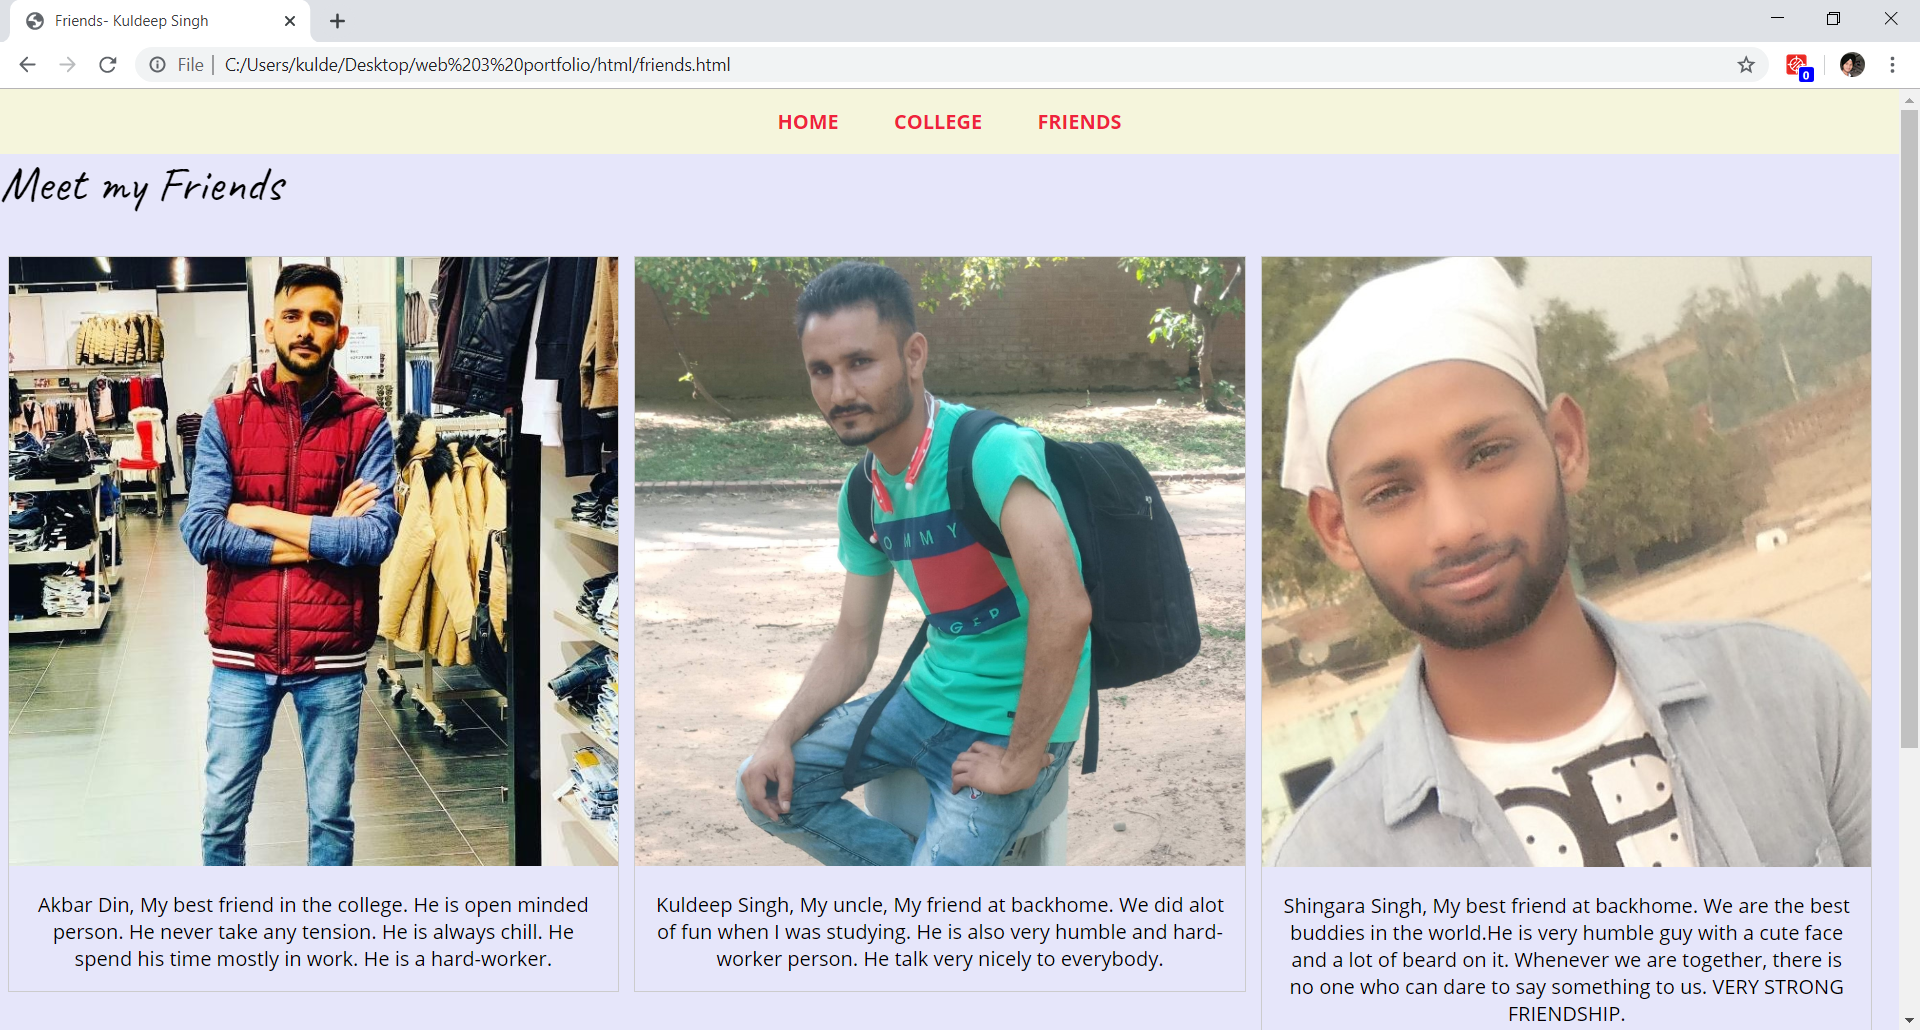 Friends- Kuldeep Singh
File | C:/Users/kulde/Desktop/web%203%20portfolio/html/friends.html
0
HOME COLLEGE FRIENDS
Meet my Friends
OMMY
GER
Akbar Din, My best friend in the college. He is open minded
person. He never take any tension. He is always chill. He
spend his time mostly in work. He is a hard-worker.
Kuldeep Singh, My uncle, My friend at backhome. We did alot
of fun when I was studying. He is also very humble and hard-
worker person. He talk very nicely to everybody.
Shingara Singh, My best friend at backhome. We are the best
buddies in the world.He is very humble guy with a cute face
and a lot of beard on it. Whenever we are together, there is
no one who can dare to say something to us. VERY STRONG
FRIENDSHIP.